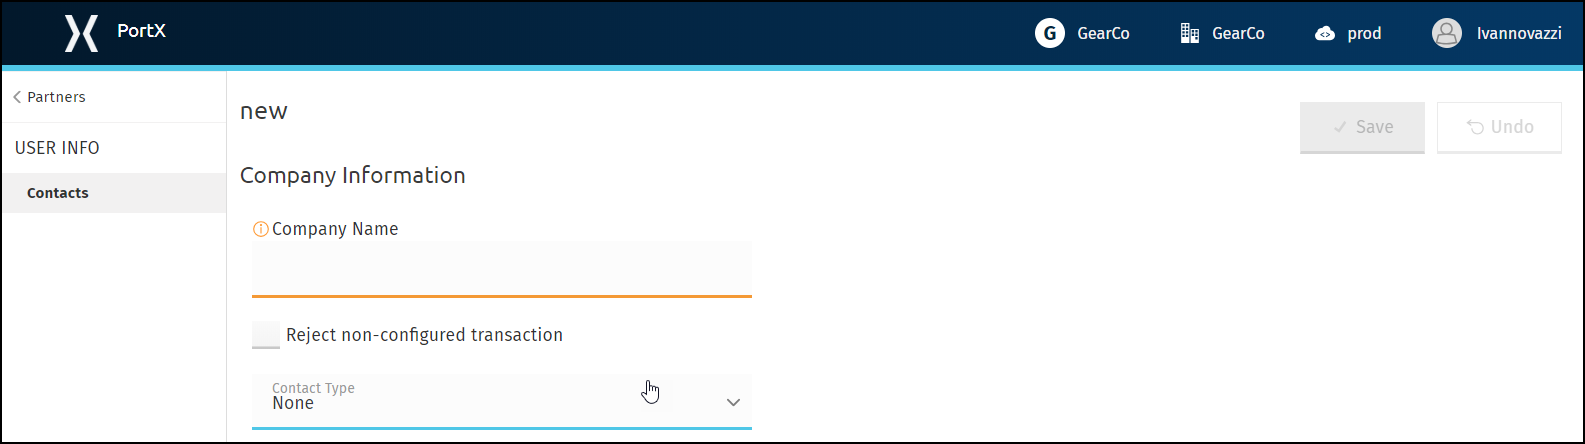 PortX
G GearCo GearCo prod Ivannovazzi
Partners
USER INFO
Contacts
new
Save Undo
Company Information
Company Name
Reject non-configured transaction
Contact Type
None